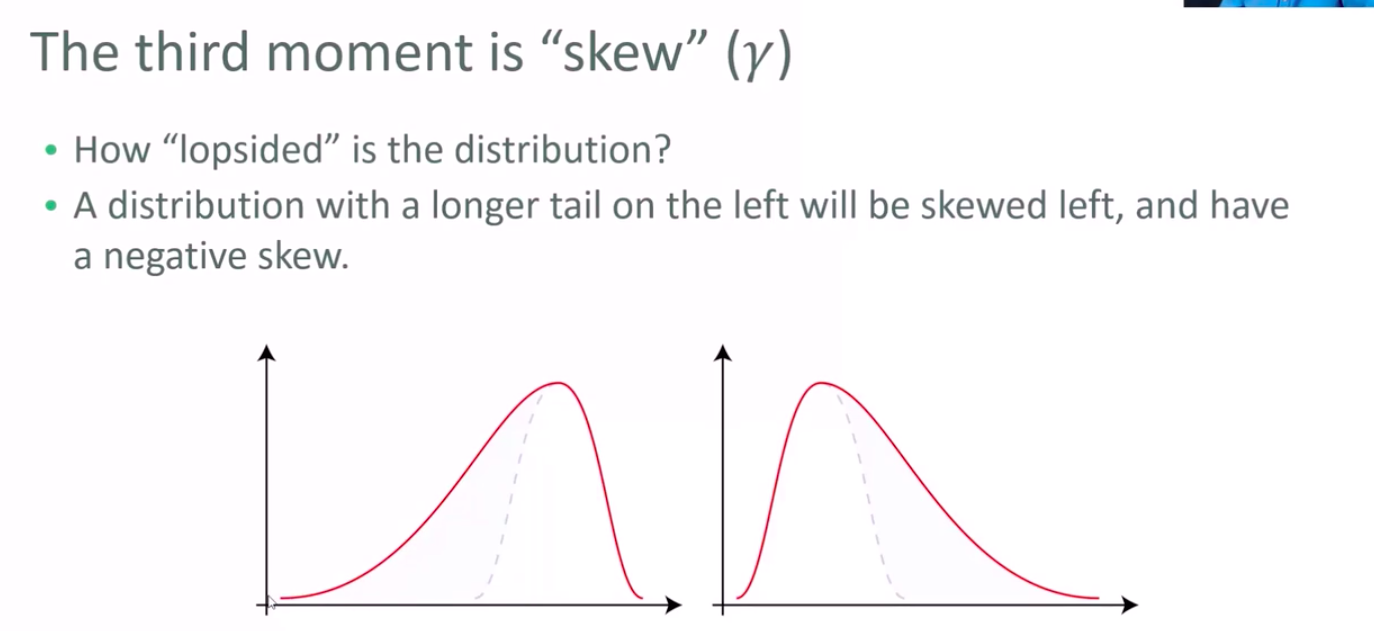 The third moment is “skew” (γ)
• How “lopsided” is the distribution?
• A distribution with a longer tail on the left will be skewed left, and have
a negative skew.